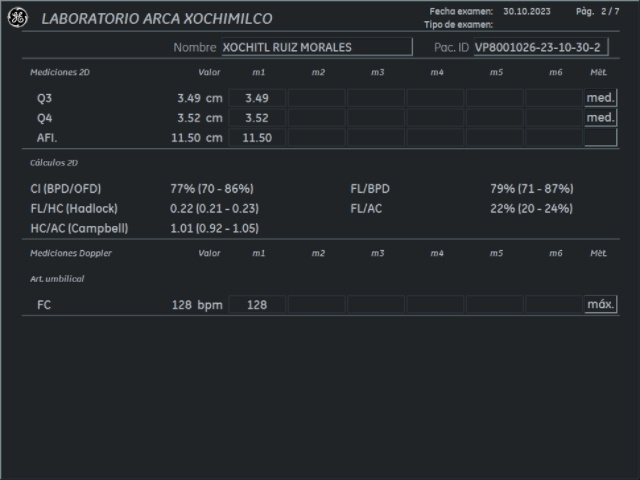 LABORATORIO ARCA XOCHIMILCO Fecha examen: 30.10.2023 Pág. 2 / 7
Tipo de examen:
Nombre XOCHITL RUIZ MORALES Pac. ID VP8001026-23-10-30-2
Mediciones 2D Valor m1 m2 m3 m4 m5 m6 Mét.
Q3 3.49 cm 3.49 med.
Q4 3.52 cm 3.52 med.
AFI. 11.50 cm 11.50
Cálculos 2D
CI (BPD/OFD) 77% (70 - 86%) FL/BPD 79% (71 - 87%)
FL/HC (Hadlock) 0.22 (0.21 - 0.23) FL/AC 22% (20 - 24%)
HC/AC (Campbell) 1.01 (0.92 - 1.05)
Mediciones Doppler Valor m1 m2 m3 m4 m5 m6 Mét.
Art. umbilical
FC 128 bpm 128 máx.